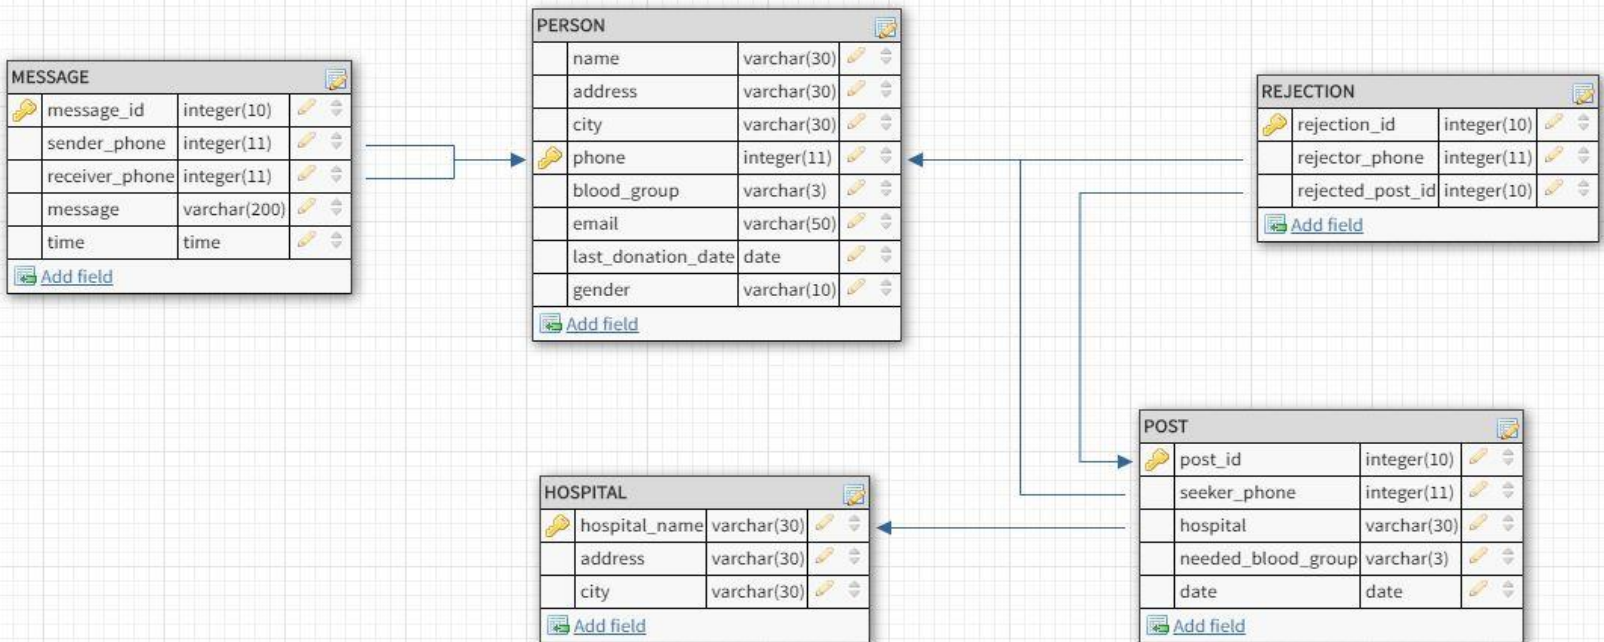 MESSAGE
message_id integer(10)
sender_phone integer(11)
receiver_phone integer(11)
message varchar(200)
time time
Add field
PERSON
name varchar(30)
address varchar(30)
city varchar(30)
phone integer(11)
blood_group varchar(3)
email varchar(50)
last_donation_date date
gender varchar(10)
Add field
REJECTION
rejection_id integer(10)
rejector_phone integer(11)
rejected_post_id integer(10)
Add field
HOSPITAL
hospital_name varchar(30)
address varchar(30)
city varchar(30)
Add field
POST
post_id integer(10)
seeker_phone integer(11)
hospital varchar(30)
needed_blood_group varchar(3)
date date
Add field